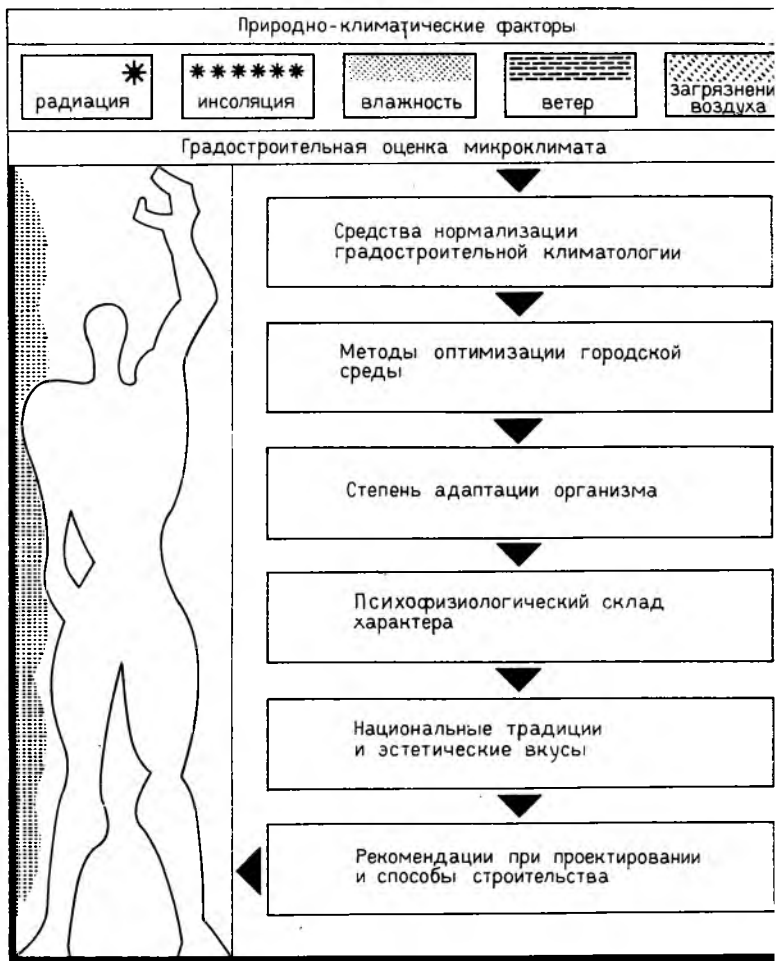 Природно-климатические факторы
радиация
инсоляция
влажность
ветер
загрязнени
воздуха
Градостроительная оценка микроклимата
Средства нормализации
градостроительной климатологии
Методы оптимизации городской
среды
Степень адаптации организма
Психофизиологический склад
характера
Национальные традиции
и эстетические вкусы
Рекомендации при проектировании
и способы строительства